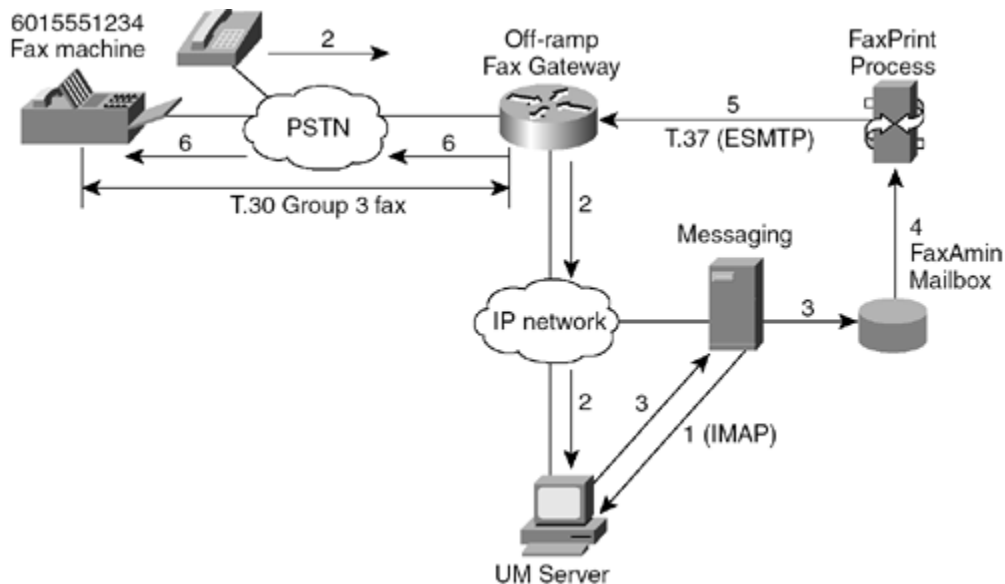 6015551234
Fax machine
2
Off-ramp
Fax Gateway
FaxPrint
Process
PSTN
5
T.37 (ESMTP)
6
6
T.30 Group 3 fax
2
Messaging
4
FaxAmin
Mailbox
IP network
3
2
3
1 (IMAP)
UM Server